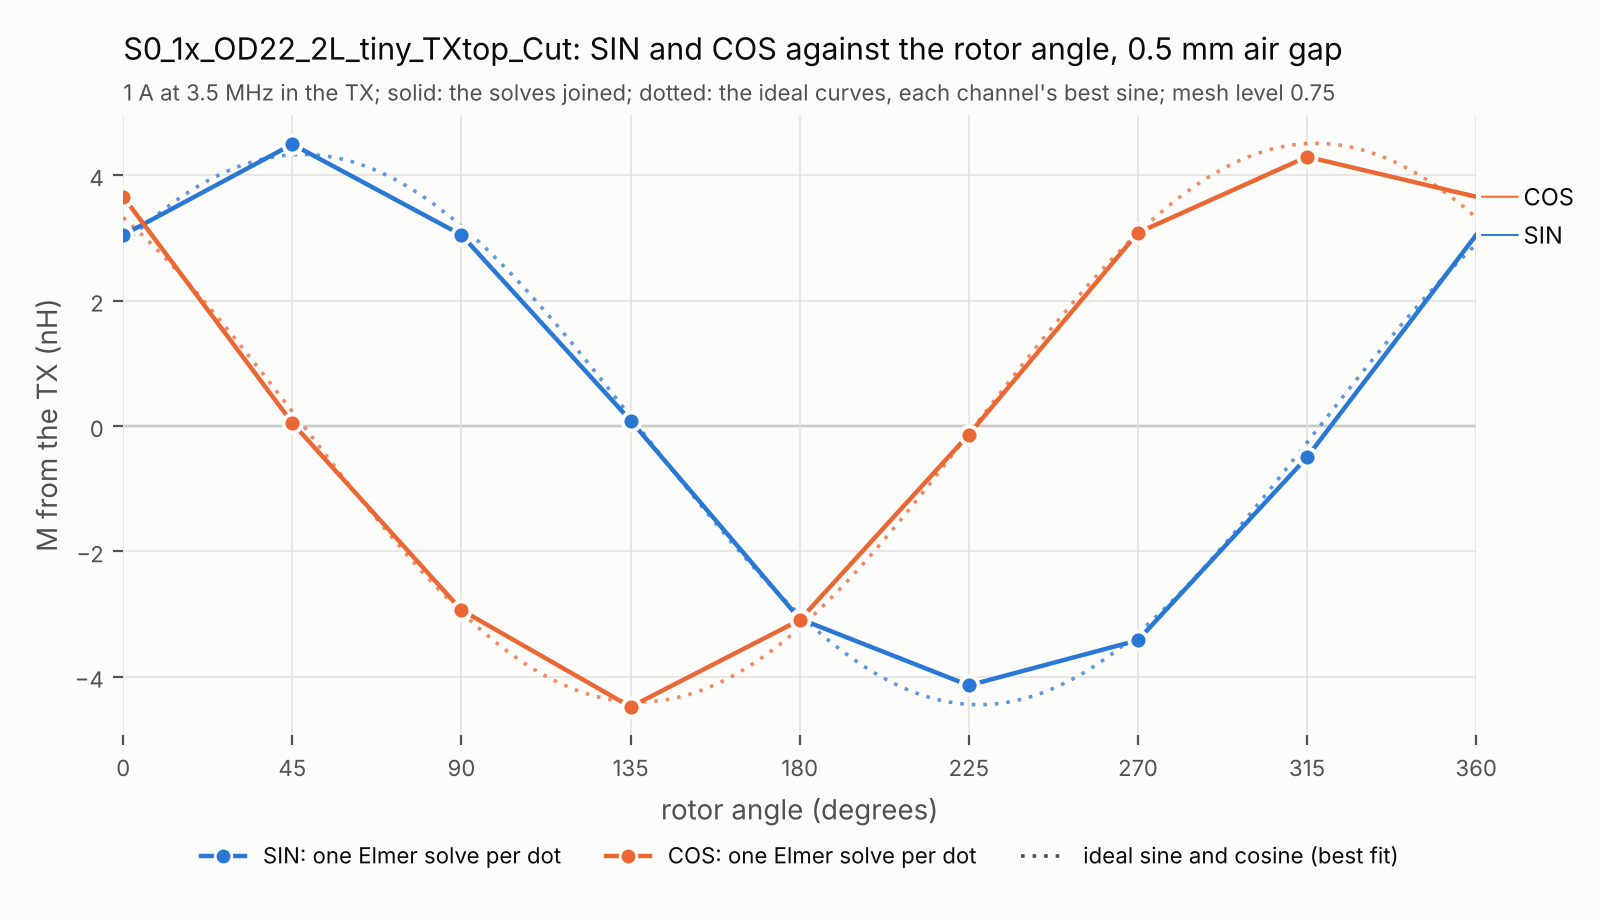 S0_1x_OD22_2L_tiny_TXtop_Cut: SIN and COS against the rotor angle, 0.5 mm air gap
1 A at 3.5 MHz in the TX; solid: the solves joined; dotted: the ideal curves, each channel's best sine; mesh level 0.75
M from the TX (nH)
4
2
0
−2
−4
COS
SIN
0 45 90 135 180 225 270 315 360
rotor angle (degrees)
SIN: one Elmer solve per dot COS: one Elmer solve per dot ideal sine and cosine (best fit)